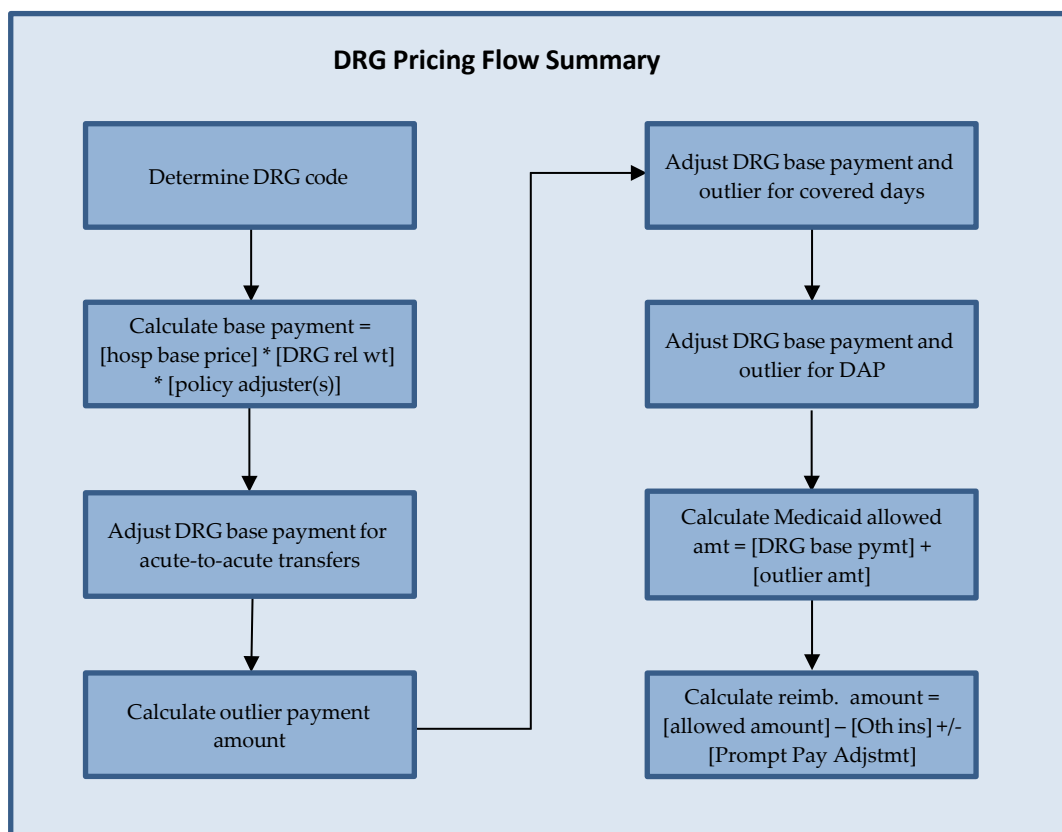 DRG Pricing Flow Summary
Determine DRG code
Calculate base payment =
[hosp base price] * [DRG rel wt]
* [policy adjuster(s)]
Adjust DRG base payment for
acute-to-acute transfers
Calculate outlier payment
amount
Adjust DRG base payment and
outlier for covered days
Adjust DRG base payment and
outlier for DAP
Calculate Medicaid allowed
amt = [DRG base pymt] +
[outlier amt]
Calculate reimb.  amount =
[allowed amount] – [Oth ins] +/-
[Prompt Pay Adjstmt]